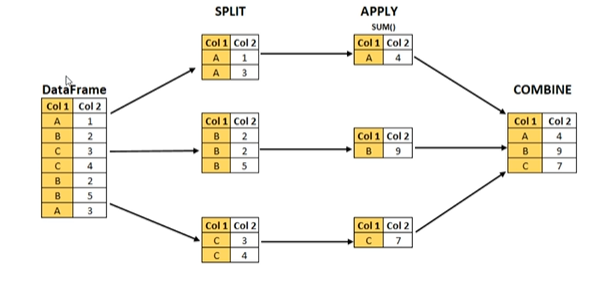 SPLIT
APPLY
SUM()
Col 1 Col 2
A 1
A 3
Col 1 Col 2
A 4
DataFrame
Col 1 Col 2
A 1
B 2
C 3
C 4
B 2
B 5
A 3
Col 1 Col 2
B 2
B 2
B 5
Col 1 Col 2
B 9
COMBINE
Col 1 Col 2
A 4
B 9
C 7
Col 1 Col 2
C 3
C 4
Col 1 Col 2
C 7